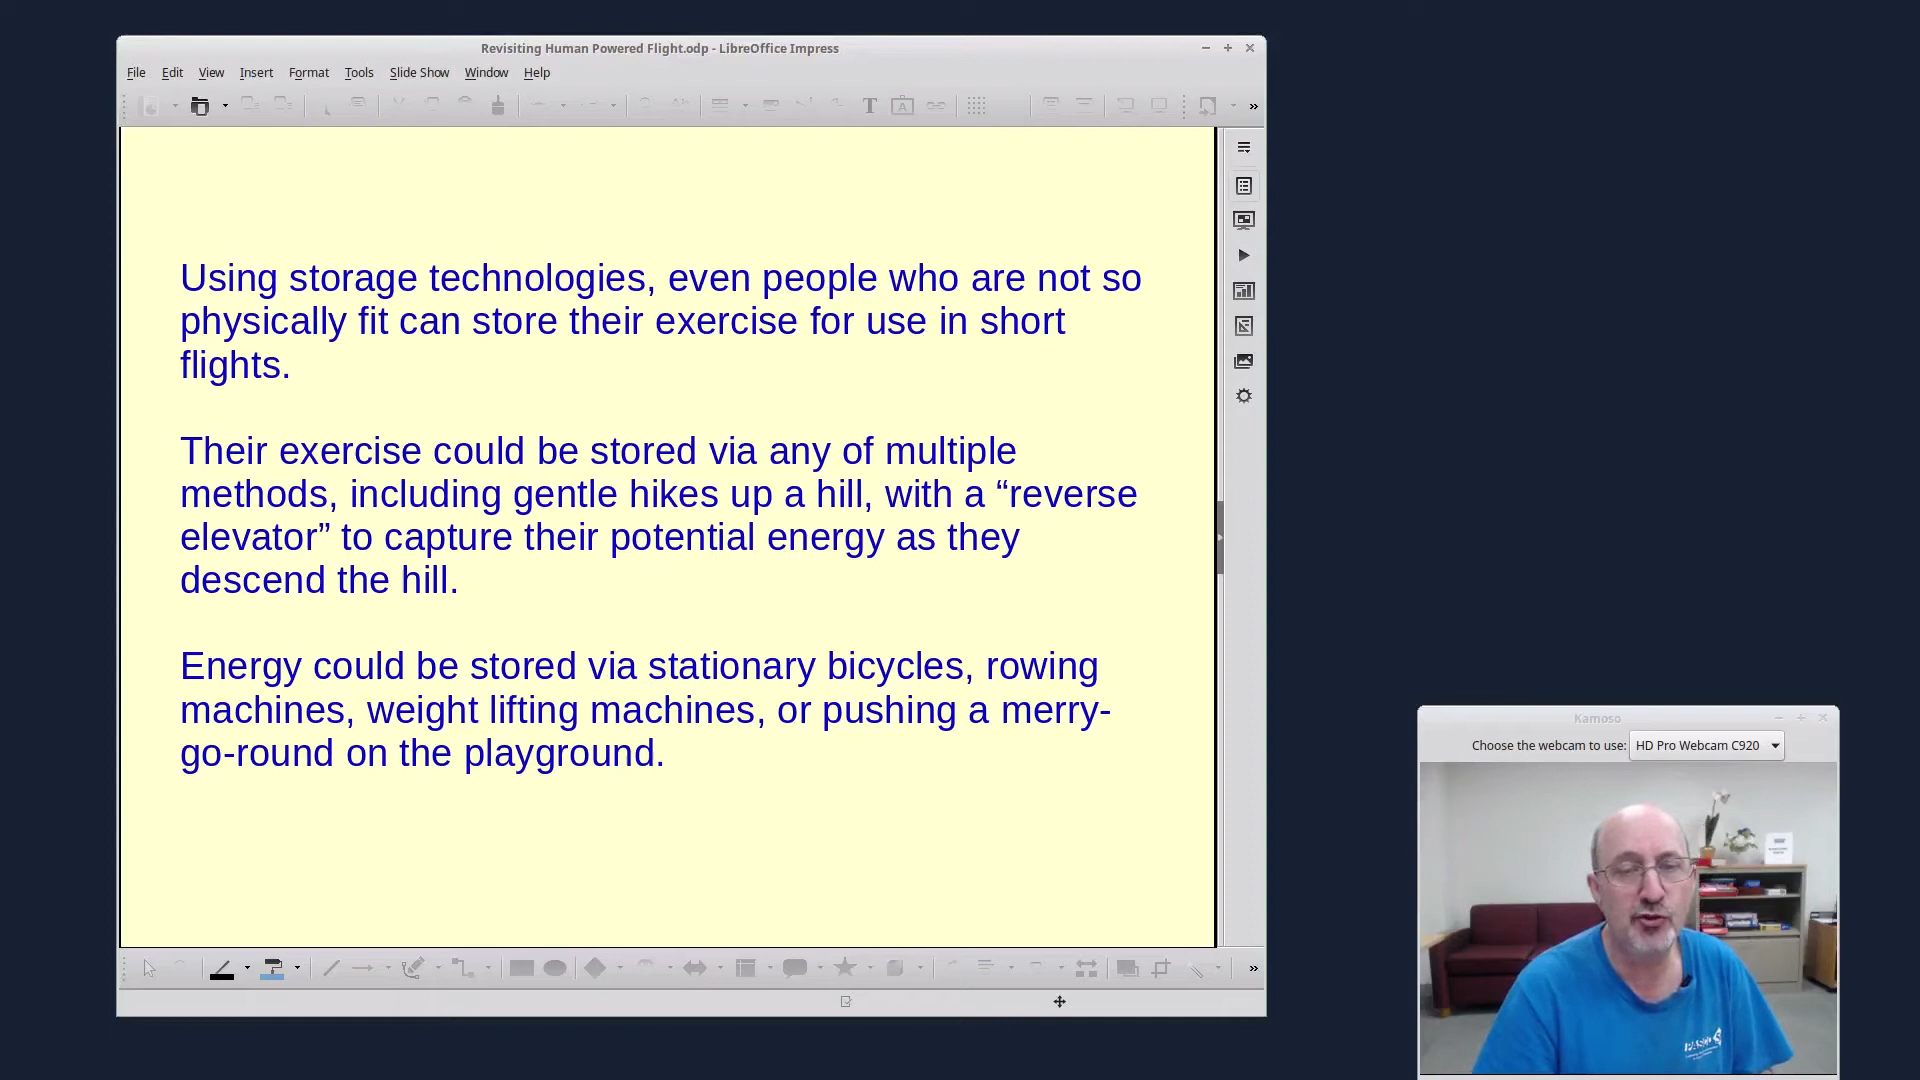 Revisiting Human Powered Flight.odp - LibreOffice Impress
File Edit View Insert Format Tools Slide Show Window Help
Using storage technologies, even people who are not so
physically fit can store their exercise for use in short
flights.
Their exercise could be stored via any of multiple
methods, including gentle hikes up a hill, with a “reverse
elevator” to capture their potential energy as they
descend the hill.
Energy could be stored via stationary bicycles, rowing
machines, weight lifting machines, or pushing a merry-
go-round on the playground.
Kamoso
Choose the webcam to use: HD Pro Webcam C920